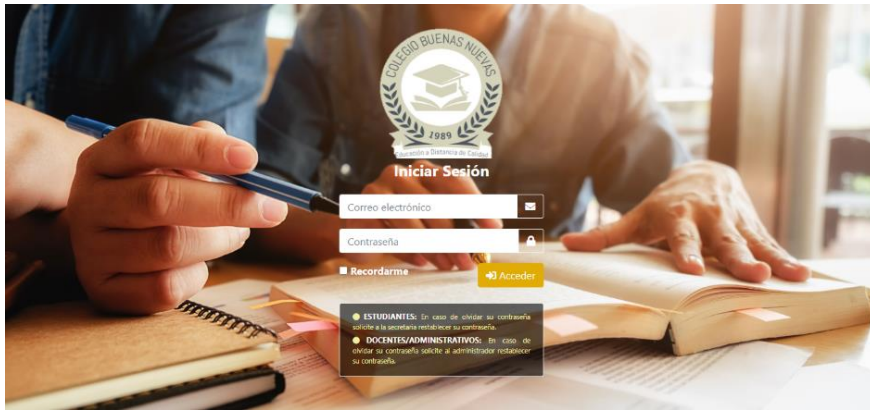 COLEGIO BUENAS NUEVAS
1989
Educación a Distancia de Calidad
Iniciar Sesión
Correo electrónico
Contraseña
Recordarme
Acceder
ESTUDIANTES: En caso de olvidar su contraseña
solicite a la secretaria restablecer su contraseña.
DOCENTES/ADMINISTRATIVOS: En caso de
olvidar su contraseña solicite al administrador restablecer
su contraseña.